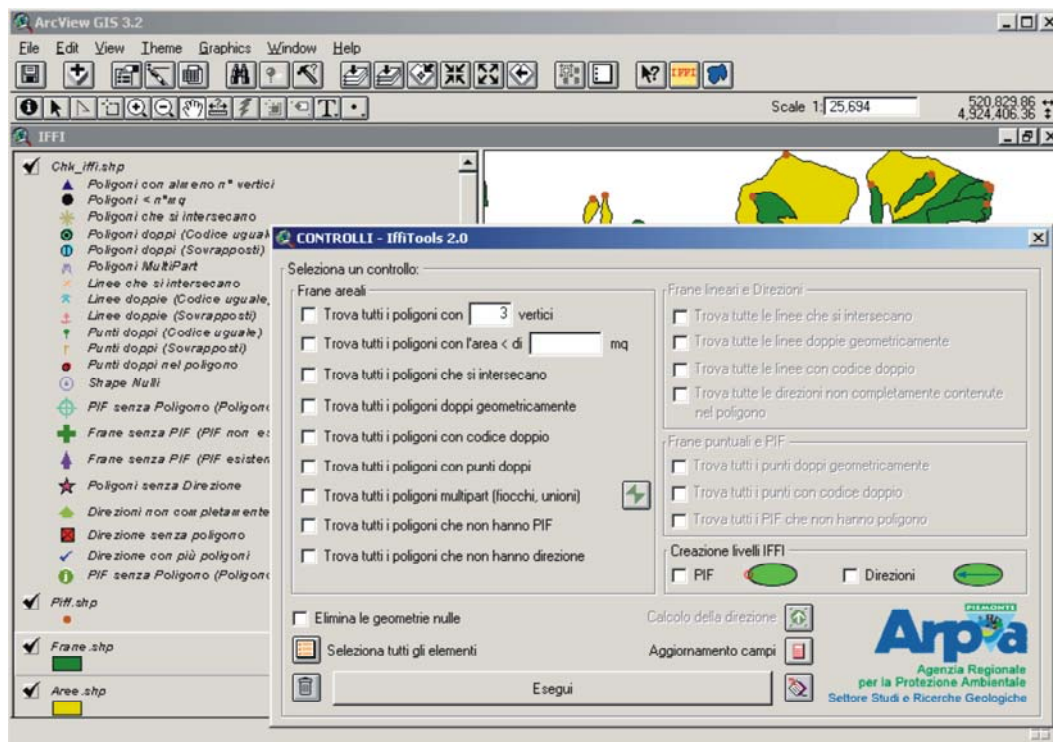 ArcView GIS 3.2
File Edit View Theme Graphics Window Help
IFFI
Scale 1: 25,694
520,829.86
4,924,406.36
IFFI
Chk_iffi.shp
Poligoni con almeno n° vertici
Poligoni < n°mq
Poligoni che si intersecano
Poligoni doppi (Codice uguale
Poligoni doppi (Sovrapposti)
Poligoni MultiPart
Linee che si intersecano
Linee doppie (Codice uguale,
Linee doppie (Sovrapposti)
Punti doppi (Codice uguale)
Punti doppi (Sovrapposti)
Punti doppi nel poligono
Shape Nulli
PIF senza Poligono (Poligono
Frane senza PIF (PIF non es
Frane senza PIF (PIF esisten
Poligoni senza Direzione
Direzioni non completamente
Direzione senza poligono
Direzione con più poligoni
PIF senza Poligono (Poligono
Piff.shp
Frane.shp
Aree.shp
CONTROLLI - IffiTools 2.0
Seleziona un controllo:
Frane areali
Trova tutti i poligoni con 3 vertici
Trova tutti i poligoni con l'area < di mq
Trova tutti i poligoni che si intersecano
Trova tutti i poligoni doppi geometricamente
Trova tutti i poligoni con codice doppio
Trova tutti i poligoni con punti doppi
Trova tutti i poligoni multipart (fiocchi, unioni)
Trova tutti i poligoni che non hanno PIF
Trova tutti i poligoni che non hanno direzione
Frane lineari e Direzioni
Trova tutte le linee che si intersecano
Trova tutte le linee doppie geometricamente
Trova tutte le linee con codice doppio
Trova tutte le direzioni non completamente contenute
nel poligono
Frane puntuali e PIF
Trova tutti i punti doppi geometricamente
Trova tutti i punti con codice doppio
Trova tutti i PIF che non hanno poligono
Creazione livelli IFFI
PIF Direzioni
Elimina le geometrie nulle
Calcolo della direzione
Seleziona tutti gli elementi
Aggiornamento campi
Esegui
PIEMONTE
Arpa
Agenzia Regionale
per la Protezione Ambientale
Settore Studi e Ricerche Geologiche